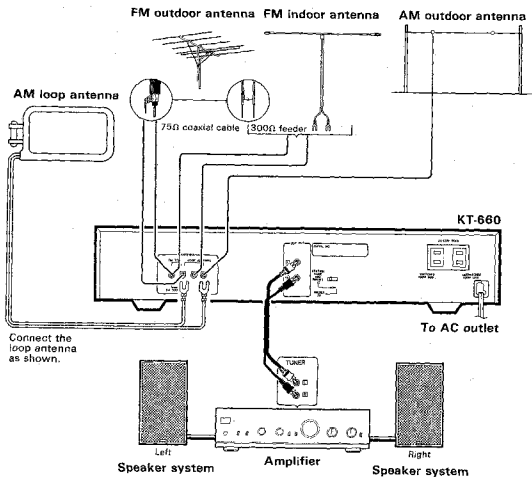 FM outdoor antenna
FM indoor antenna
AM outdoor antenna
AM loop antenna
75Ω coaxial cable
300Ω feeder
KT-660
To AC outlet
Connect the
loop antenna
as shown.
TUNER
Left
Speaker system
Amplifier
Right
Speaker system